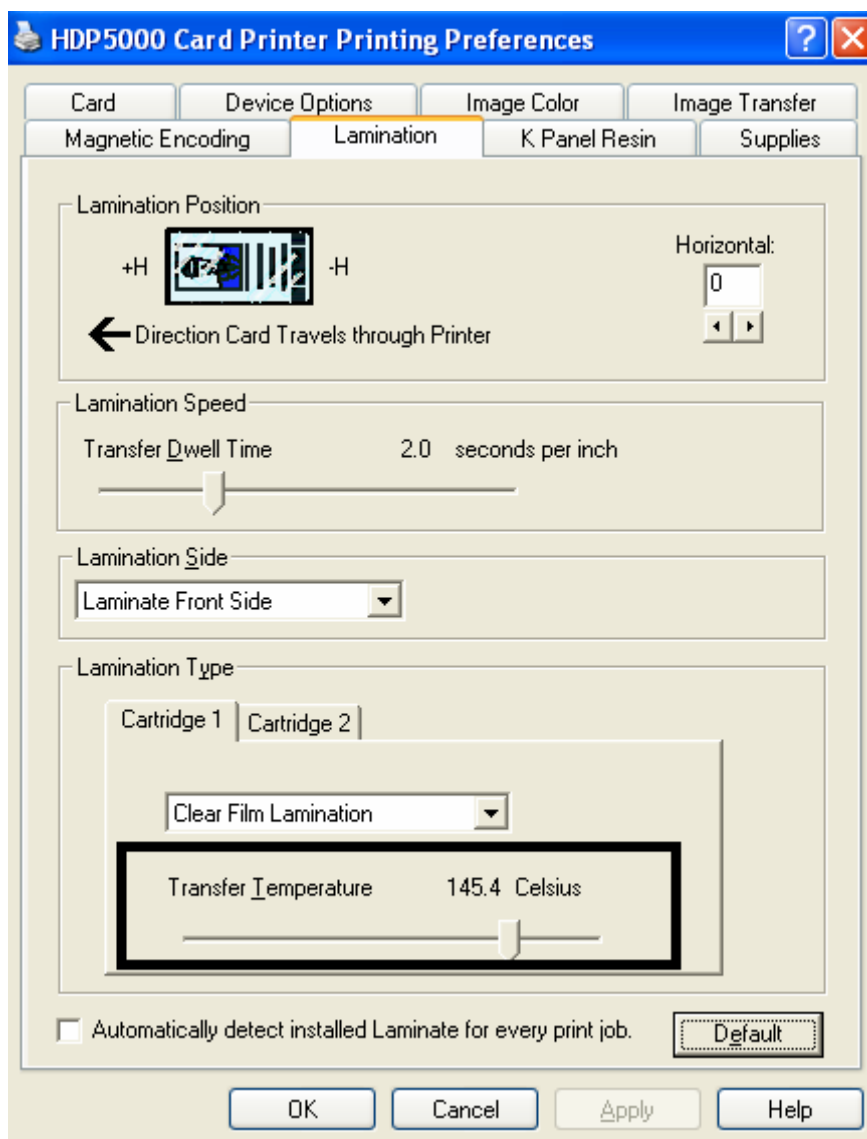 HDP5000 Card Printer Printing Preferences
Card Device Options Image Color Image Transfer
Magnetic Encoding Lamination K Panel Resin Supplies
Lamination Position
Horizontal:
+H -H
0
Direction Card Travels through Printer
Lamination Speed
Transfer Dwell Time 2.0 seconds per inch
Lamination Side
Laminate Front Side
Lamination Type
Cartridge 1 Cartridge 2
Clear Film Lamination
Transfer Temperature 145.4 Celsius
Automatically detect installed Laminate for every print job. Default
OK Cancel Apply Help